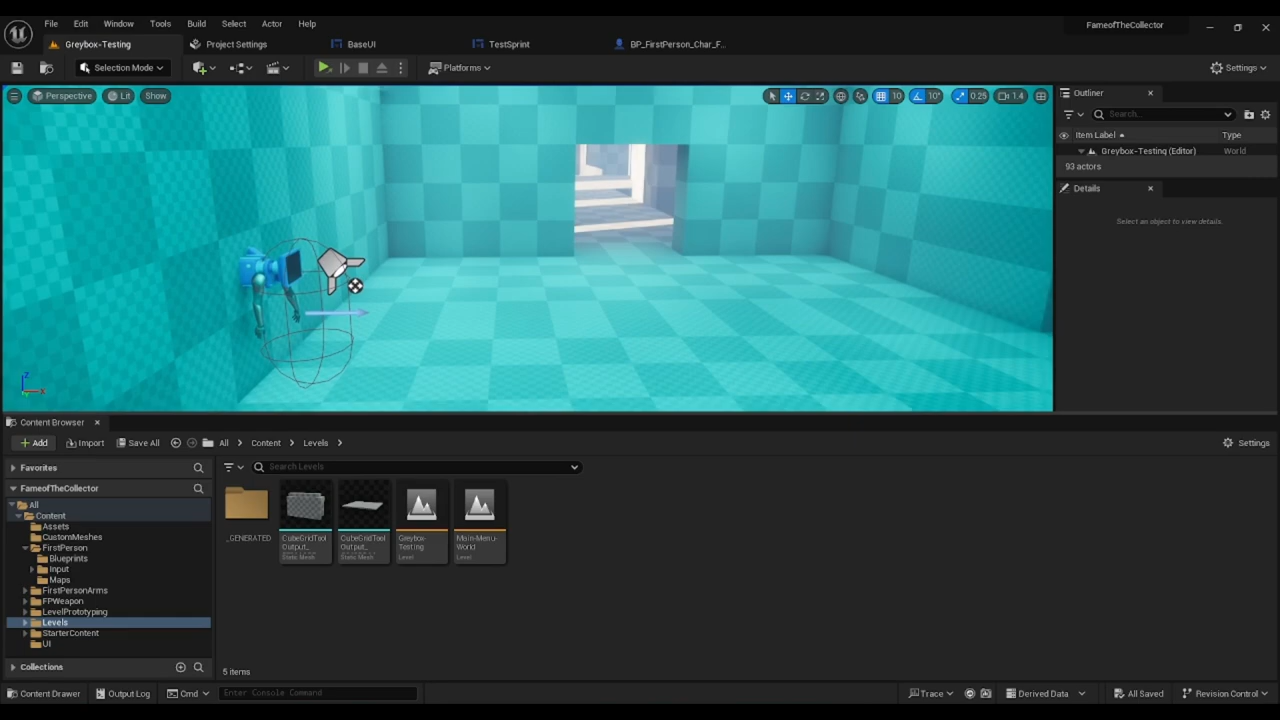 File Edit Window Tools Build Select Actor Help
FameofTheCollector
Greybox-Testing Project Settings BaseUI TestSprint BP_FirstPerson_Char_F...
Selection Mode Platforms Settings
Perspective Lit Show 10 10° 0.25 1.4
Outliner
Search...
Item Label Type
Greybox-Testing (Editor) World
93 actors
Details
Select an object to view details.
Z
X
Content Browser
Add Import Save All All Content Levels Settings
Favorites
Search Levels
FameofTheCollector
All
Content
Assets
CustomMeshes
FirstPerson
Blueprints
Input
Maps
FirstPersonArms
FPWeapon
LevelPrototyping
Levels
StarterContent
UI
Collections
_GENERATED
CubeGridTool
Output_
Static Mesh
CubeGridTool
Output_
Static Mesh
Greybox-
Testing
Level
Main-Menu-
World
Level
5 items
Content Drawer Output Log Cmd Enter Console Command Trace Derived Data All Saved Revision Control